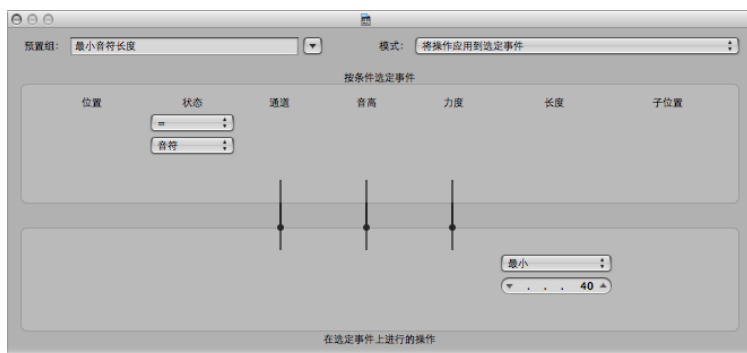 预置组: 最小音符长度 模式: 将操作应用到选定事件
按条件选定事件
位置 状态 通道 音高 力度 长度 子位置
=
音符
最小
. . . 40
在选定事件上进行的操作